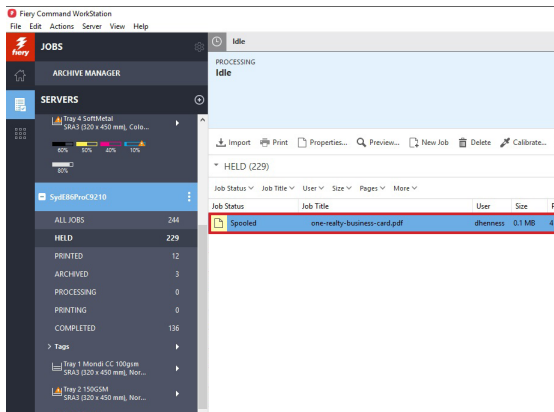 Fiery Command WorkStation
File Edit Actions Server View Help
fiery
JOBS
ARCHIVE MANAGER
SERVERS
Tray 4 SoftMetal
SRA3 (320 x 450 mm), Colo...
60% 50% 40% 10%
80%
SydE86ProC9210
ALL JOBS 244
HELD 229
PRINTED 12
ARCHIVED 3
PROCESSING 0
PRINTING 0
COMPLETED 136
> Tags
Tray 1 Mondi CC 100gsm
SRA3 (320 x 450 mm), Nor...
Tray 2 150GSM
SRA3 (320 x 450 mm), Nor...
Idle
PROCESSING
Idle
Import Print Properties... Preview... New Job Delete Calibrate...
HELD (229)
Job Status Job Title User Size Pages More
Job Status Job Title User Size
Spooled one-realty-business-card.pdf dhenness 0.1 MB 4